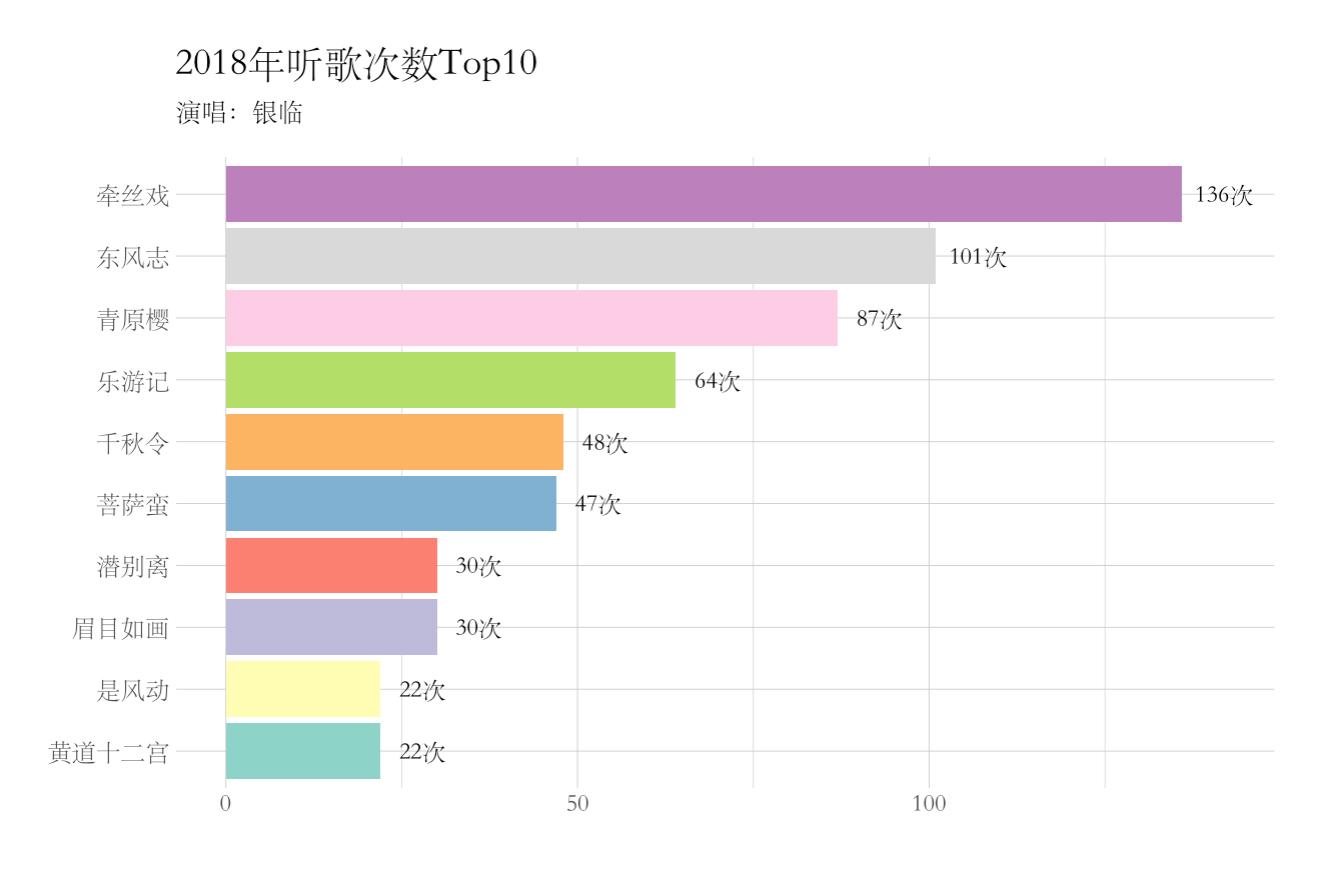 2018年听歌次数Top10
演唱：银临
牵丝戏 136次
东风志 101次
青原樱 87次
乐游记 64次
千秋令 48次
菩萨蛮 47次
潜别离 30次
眉目如画 30次
是风动 22次
黄道十二宫 22次
0 50 100